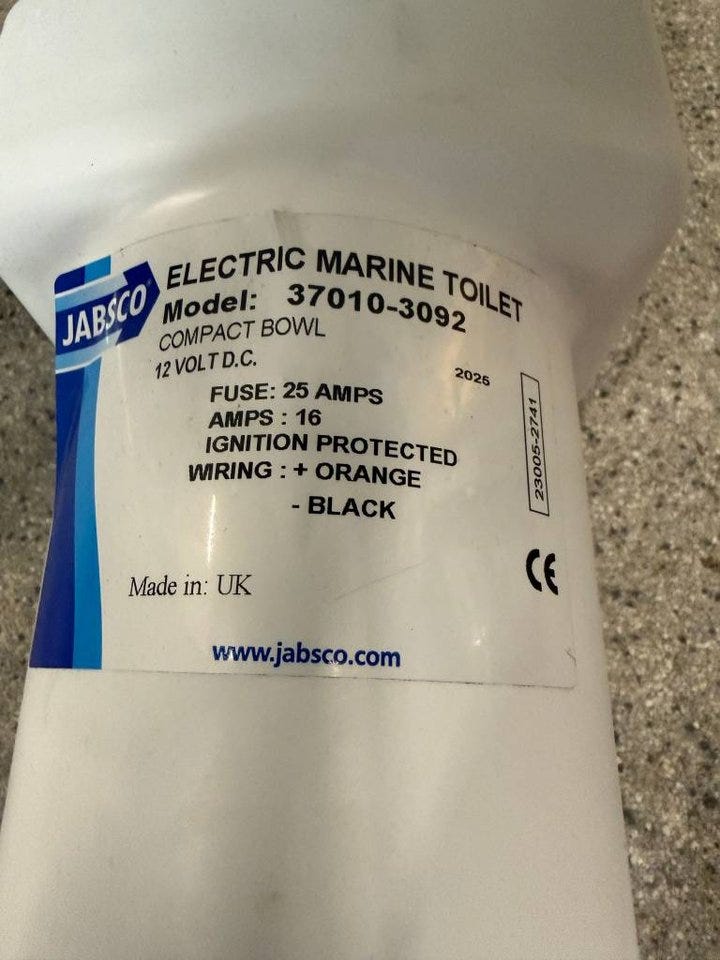 JABSCO
ELECTRIC MARINE TOILET
Model: 37010-3092
COMPACT BOWL
12 VOLT D.C.
2025
FUSE: 25 AMPS
AMPS : 16
IGNITION PROTECTED
WIRING : + ORANGE
- BLACK
23005-2741
CE
Made in: UK
www.jabsco.com